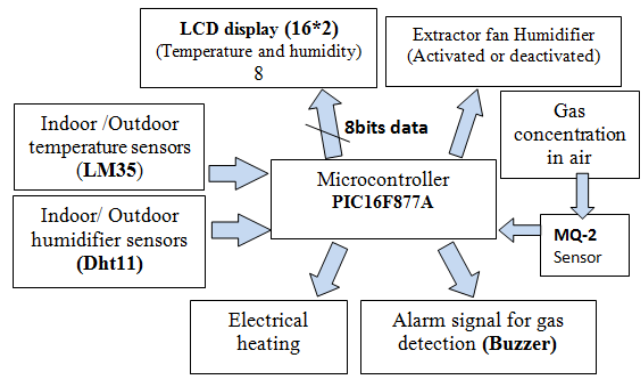 LCD display (16*2)
(Temperature and humidity)
8
Extractor fan Humidifier
(Activated or deactivated)
8bits data
Gas
concentration
in air
Indoor /Outdoor
temperature sensors
(LM35)
Microcontroller
PIC16F877A
Indoor/ Outdoor
humidifier sensors
(Dht11)
MQ-2
Sensor
Electrical
heating
Alarm signal for gas
detection (Buzzer)